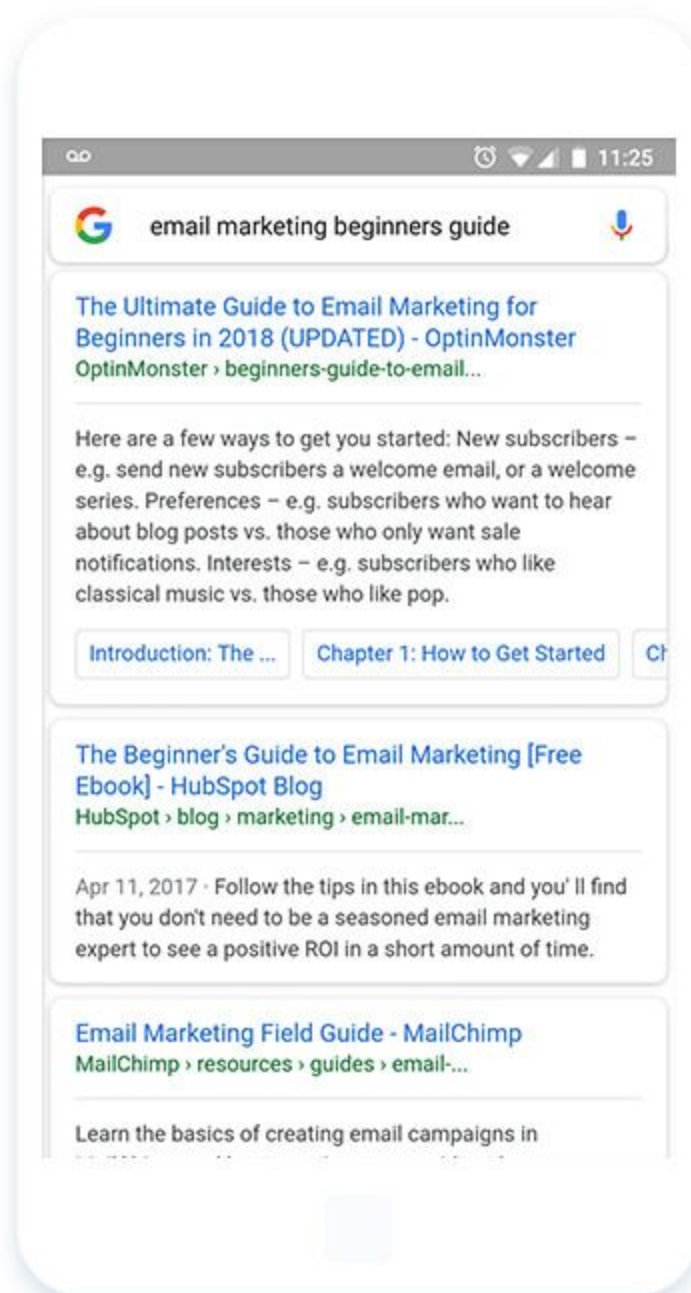 11:25
email marketing beginners guide
The Ultimate Guide to Email Marketing for
Beginners in 2018 (UPDATED) - OptinMonster
OptinMonster › beginners-guide-to-email...
Here are a few ways to get you started: New subscribers –
e.g. send new subscribers a welcome email, or a welcome
series. Preferences – e.g. subscribers who want to hear
about blog posts vs. those who only want sale
notifications. Interests – e.g. subscribers who like
classical music vs. those who like pop.
Introduction: The ... Chapter 1: How to Get Started Ch
The Beginner's Guide to Email Marketing [Free
Ebook] - HubSpot Blog
HubSpot › blog › marketing › email-mar...
Apr 11, 2017 · Follow the tips in this ebook and you' ll find
that you don't need to be a seasoned email marketing
expert to see a positive ROI in a short amount of time.
Email Marketing Field Guide - MailChimp
MailChimp › resources › guides › email-...
Learn the basics of creating email campaigns in